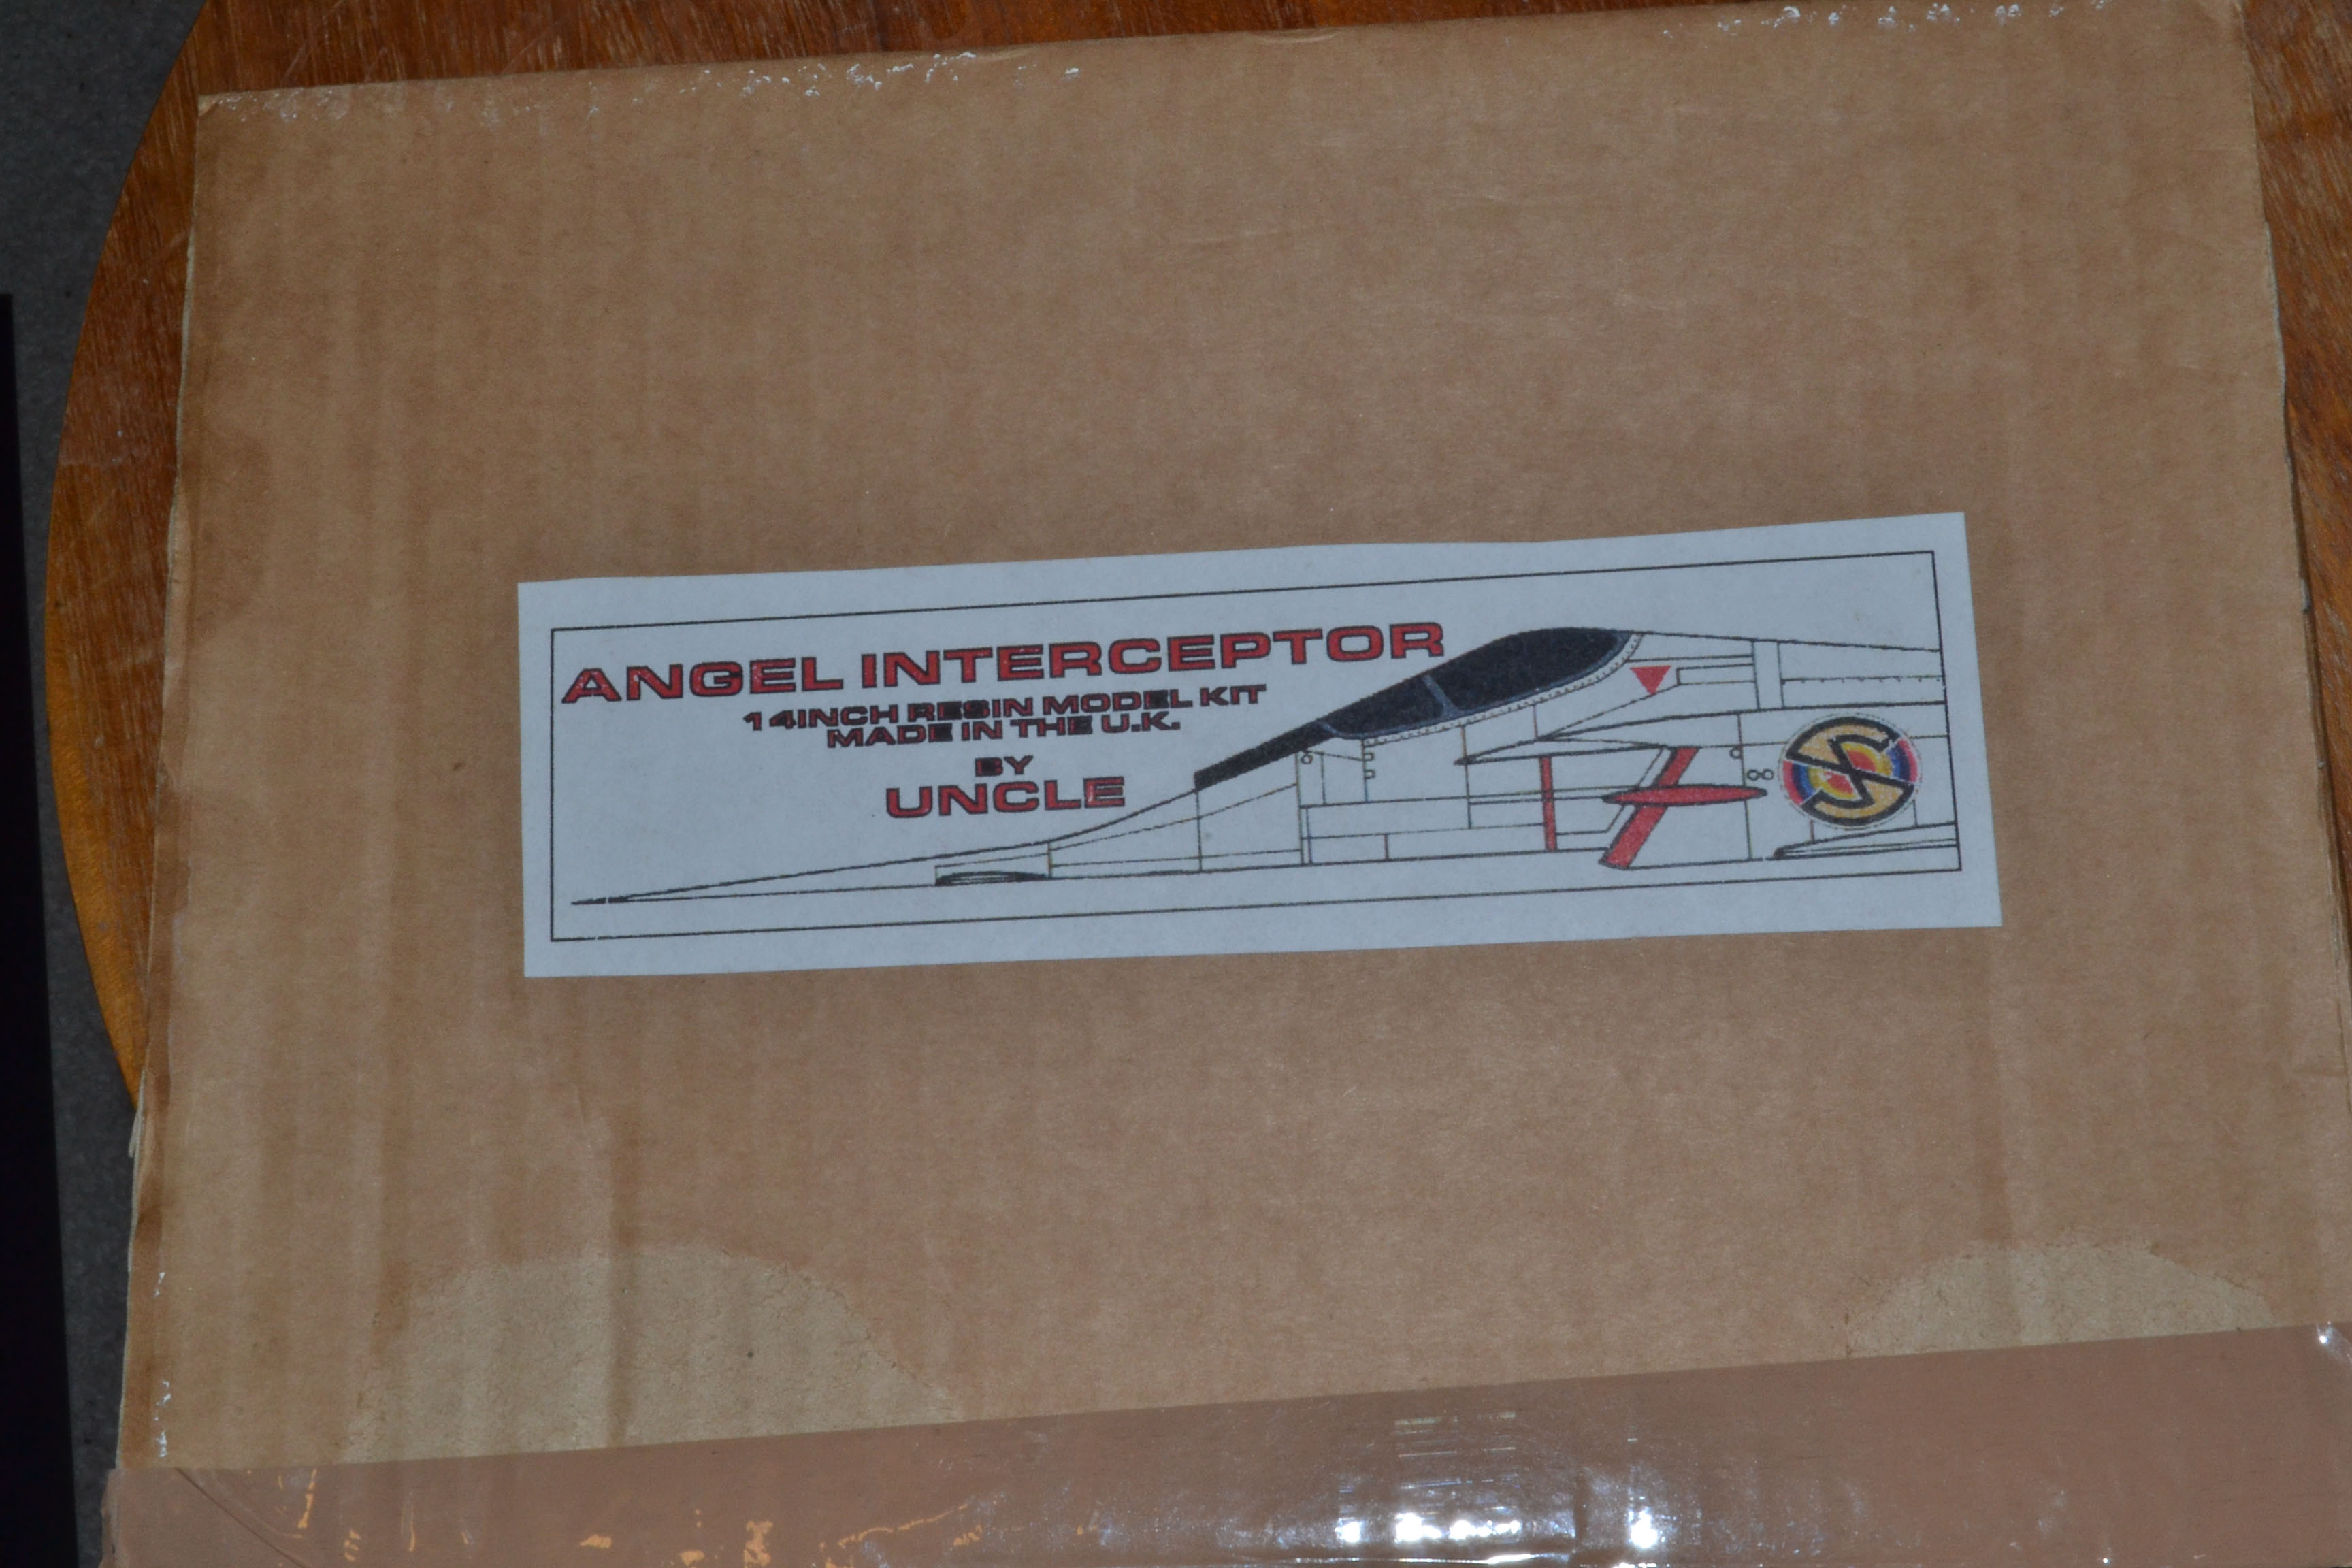 ANGEL INTERCEPTOR
14INCH RESIN MODEL KIT
MADE IN THE U.K.
BY
UNCLE
S